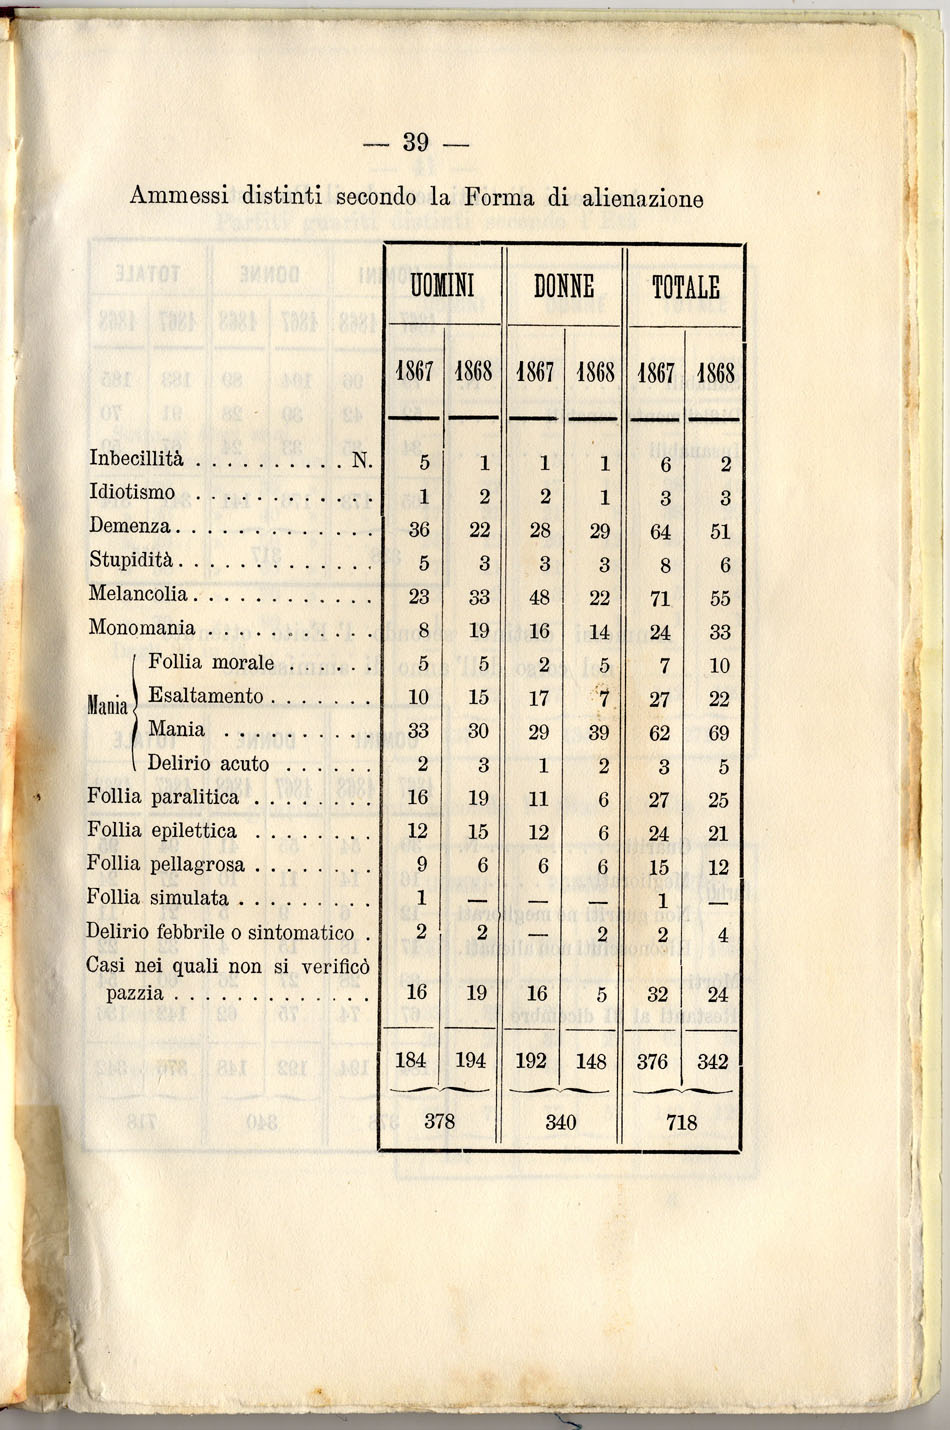 — 39 —
Ammessi distinti secondo la Forma di alienazione
UOMINI DONNE TOTALE
1867 1868 1867 1868 1867 1868
Inbecillità . . . . . . . . . . N. 5 1 1 1 6 2
Idiotismo . . . . . . . . . . . . 1 2 2 1 3 3
Demenza . . . . . . . . . . . . . 36 22 28 29 64 51
Stupidità . . . . . . . . . . . . . 5 3 3 3 8 6
Melancolia . . . . . . . . . . . . 23 33 48 22 71 55
Monomania . . . . . . . . . . . 8 19 16 14 24 33
Mania
Follia morale . . . . . . 5 5 2 5 7 10
Esaltamento . . . . . . . 10 15 17 7 27 22
Mania . . . . . . . . . . 33 30 29 39 62 69
Delirio acuto . . . . . . 2 3 1 2 3 5
Follia paralitica . . . . . . . . 16 19 11 6 27 25
Follia epilettica . . . . . . . . 12 15 12 6 24 21
Follia pellagrosa . . . . . . . . 9 6 6 6 15 12
Follia simulata . . . . . . . . . 1 — — — 1 —
Delirio febbrile o sintomatico . 2 2 — 2 2 4
Casi nei quali non si verificò
pazzia . . . . . . . . . . . . . 16 19 16 5 32 24
184 194 192 148 376 342
378 340 718